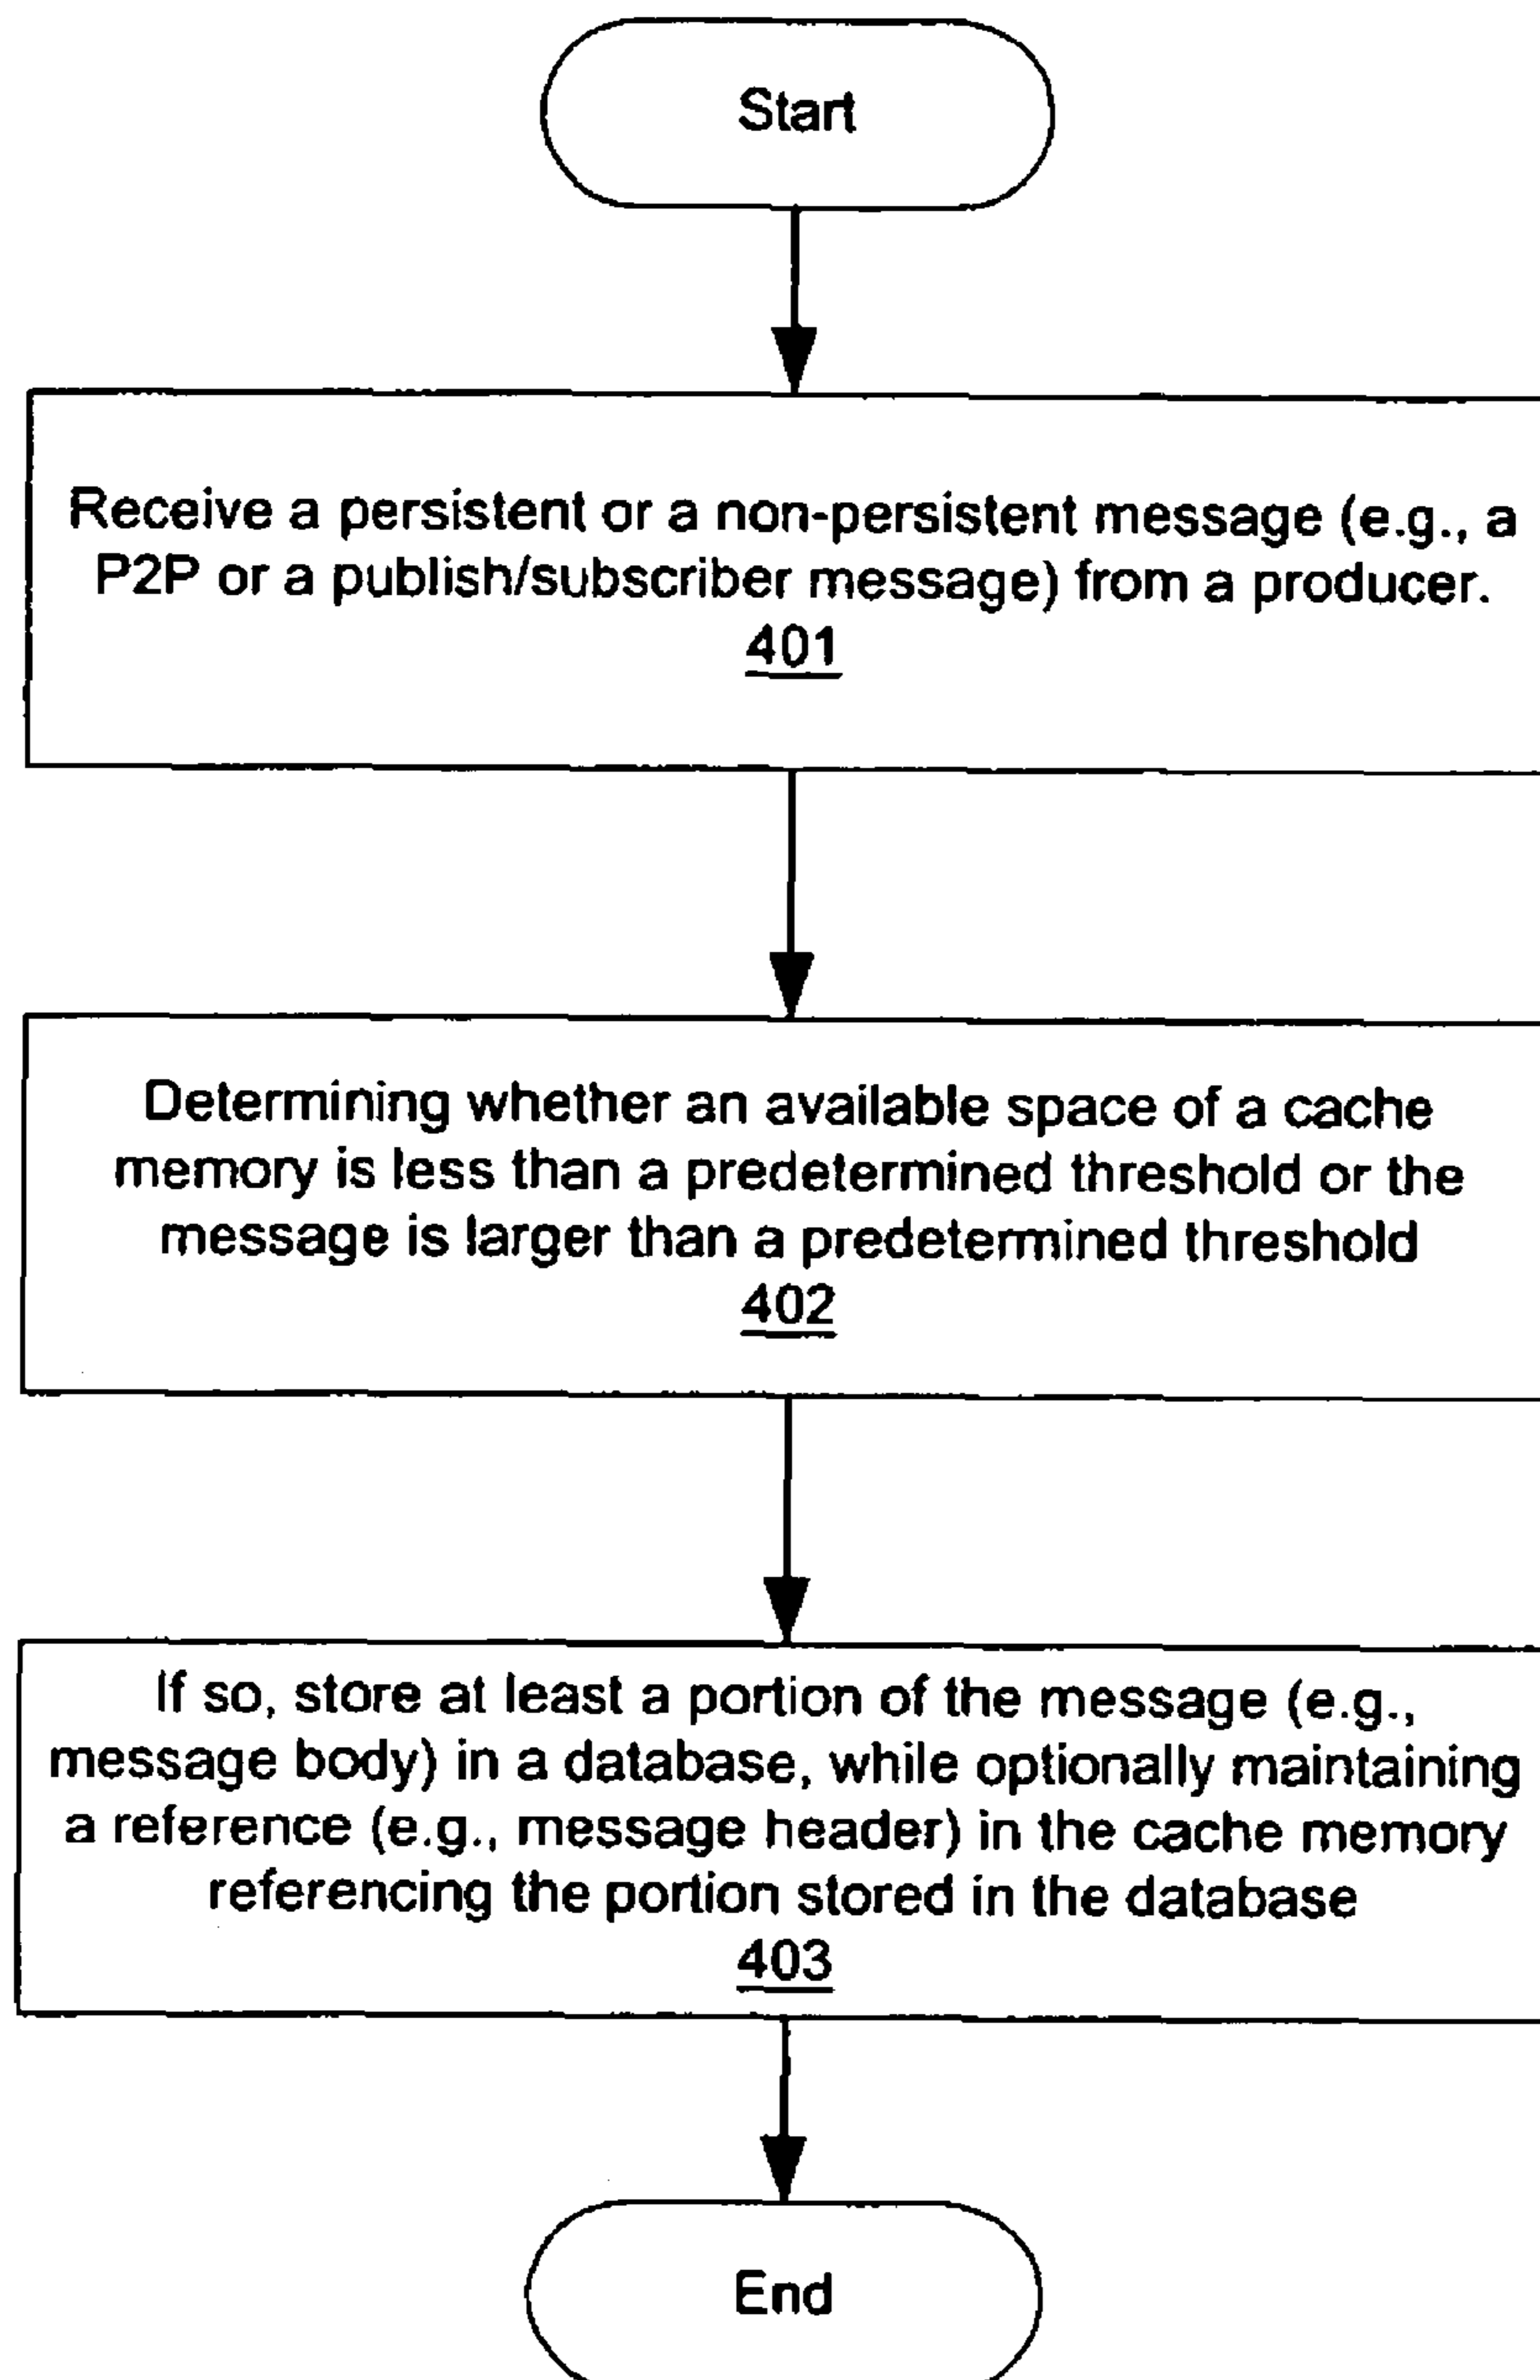 Start
Receive a persistent or a non-persistent message (e.g., a
P2P or a publish/subscriber message) from a producer.
401
Determining whether an available space of a cache
memory is less than a predetermined threshold or the
message is larger than a predetermined threshold
402
If so, store at least a portion of the message (e.g.,
message body) in a database, while optionally maintaining
a reference (e.g., message header) in the cache memory
referencing the portion stored in the database
403
End